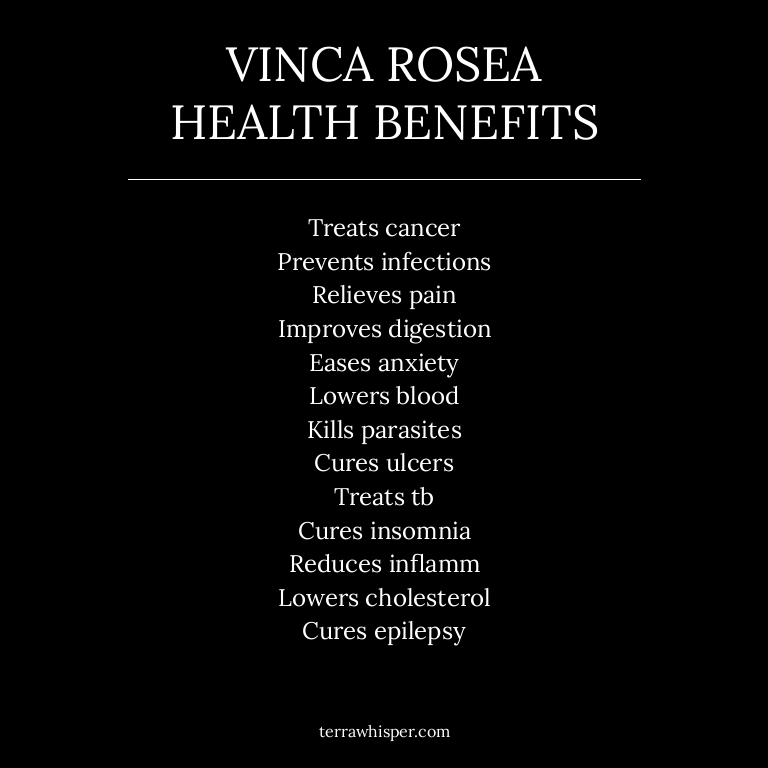 VINCA ROSEA
HEALTH BENEFITS
Treats cancer
Prevents infections
Relieves pain
Improves digestion
Eases anxiety
Lowers blood
Kills parasites
Cures ulcers
Treats tb
Cures insomnia
Reduces inflamm
Lowers cholesterol
Cures epilepsy
terrawhisper.com